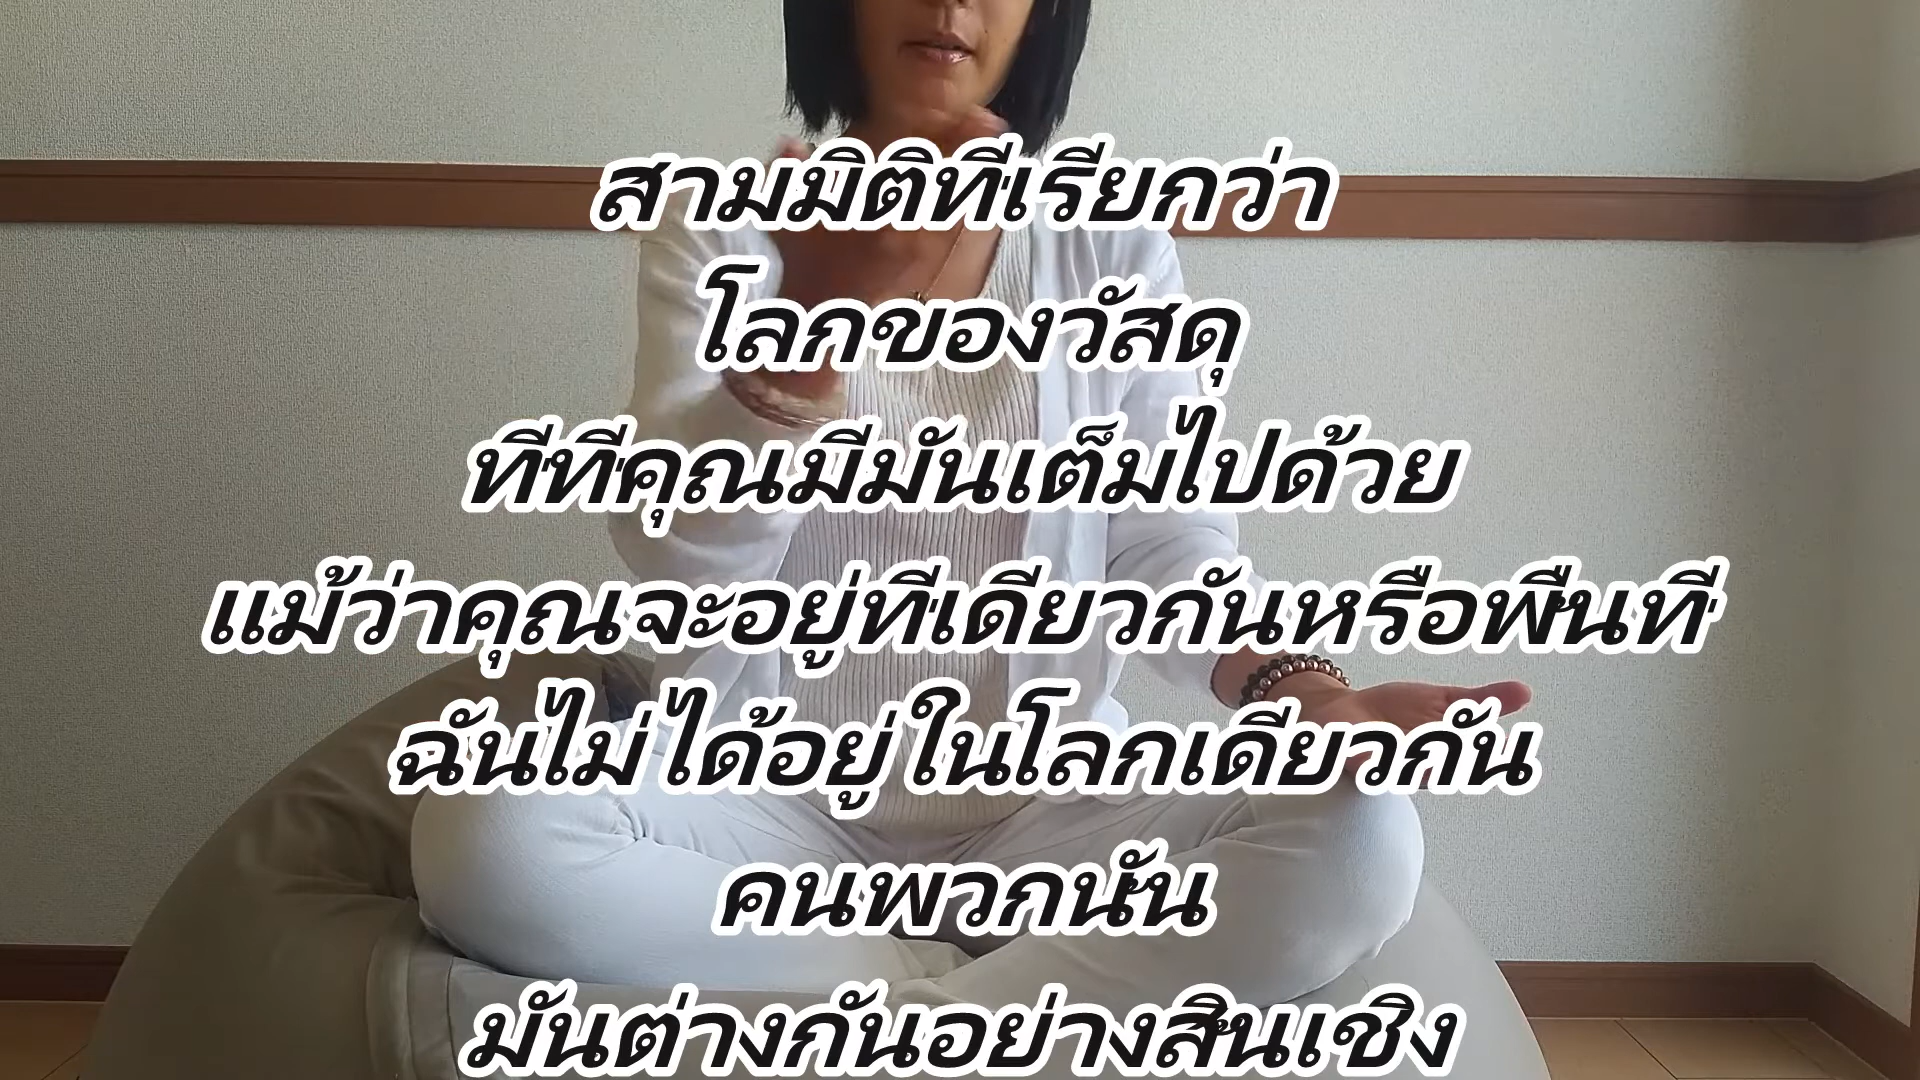 สามมิติที่เรียกว่า
โลกของวัสดุ
ที่ที่คุณมีมันเต็มไปด้วย
แม้ว่าคุณจะอยู่ที่เดียวกันหรือพื้นที่
ฉันไม่ได้อยู่ในโลกเดียวกัน
คนพวกนั้น
มันต่างกันอย่างสิ้นเชิง